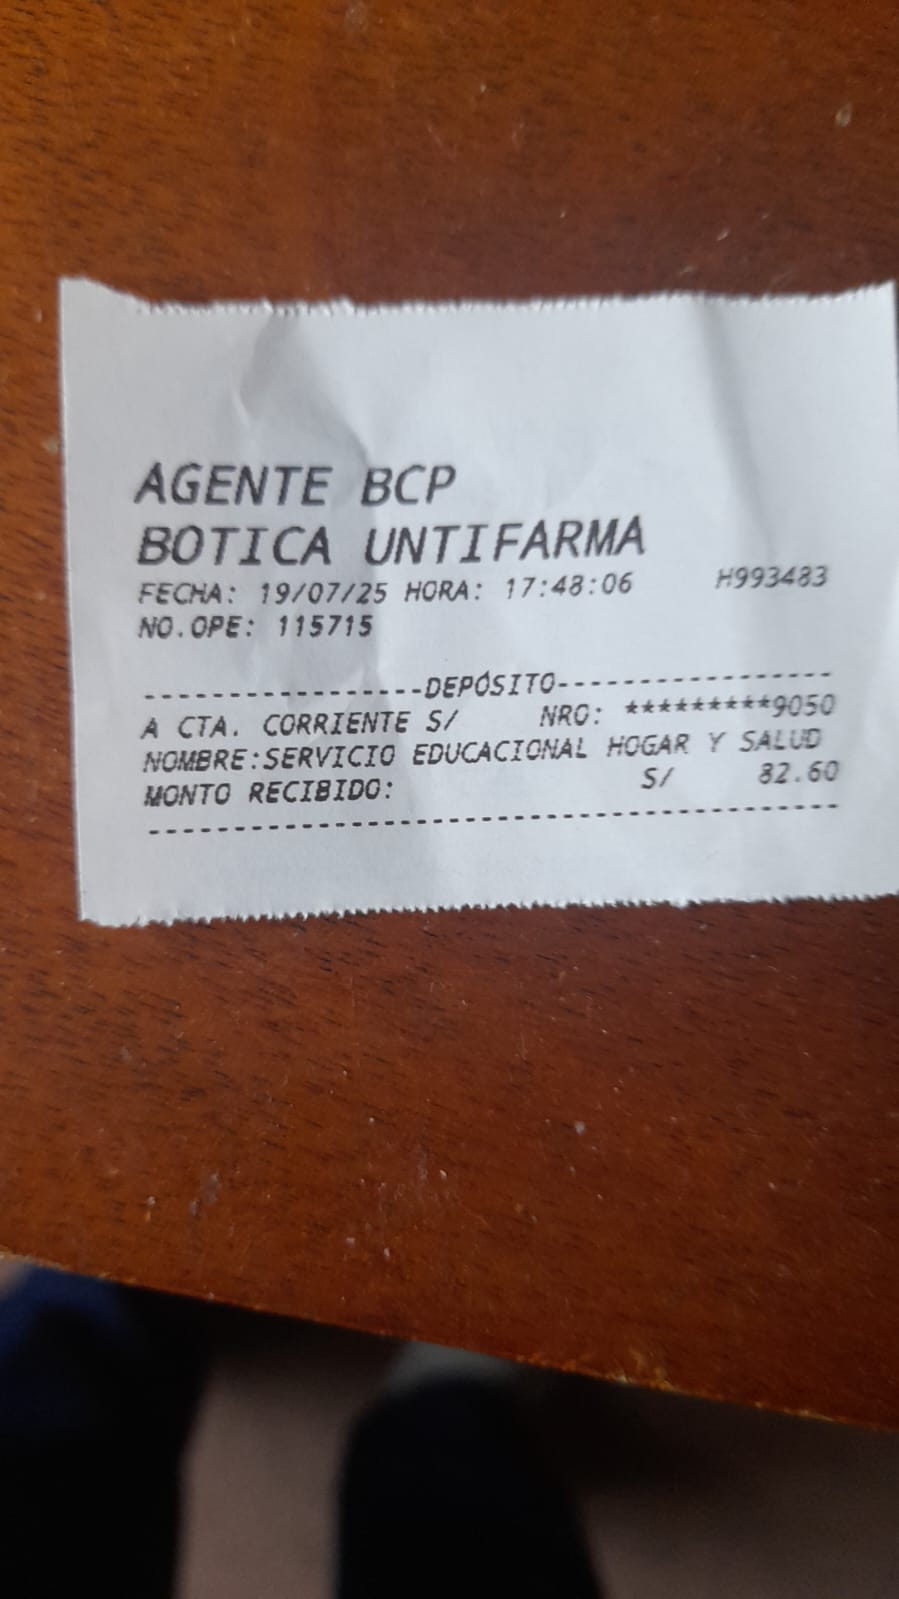 AGENTE BCP
BOTICA UNTIFARMA
FECHA: 19/07/25 HORA: 17:48:06 H993483
NO.OPE: 115715
------------------DEPÓSITO-----------------
A CTA. CORRIENTE S/ NRO: *********9050
NOMBRE:SERVICIO EDUCACIONAL HOGAR Y SALUD
MONTO RECIBIDO: S/ 82.60
-------------------------------------------